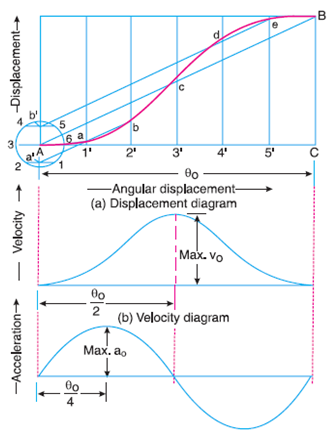 Displacement
B
e
d
c
b
a
4 b' 5
3 A 6
2 a' 1
1' 2' 3' 4' 5' C
θO
Angular displacement
(a) Displacement diagram
Velocity
Max. vO
θO
2
(b) Velocity diagram
Acceleration
Max. aO
θO
4